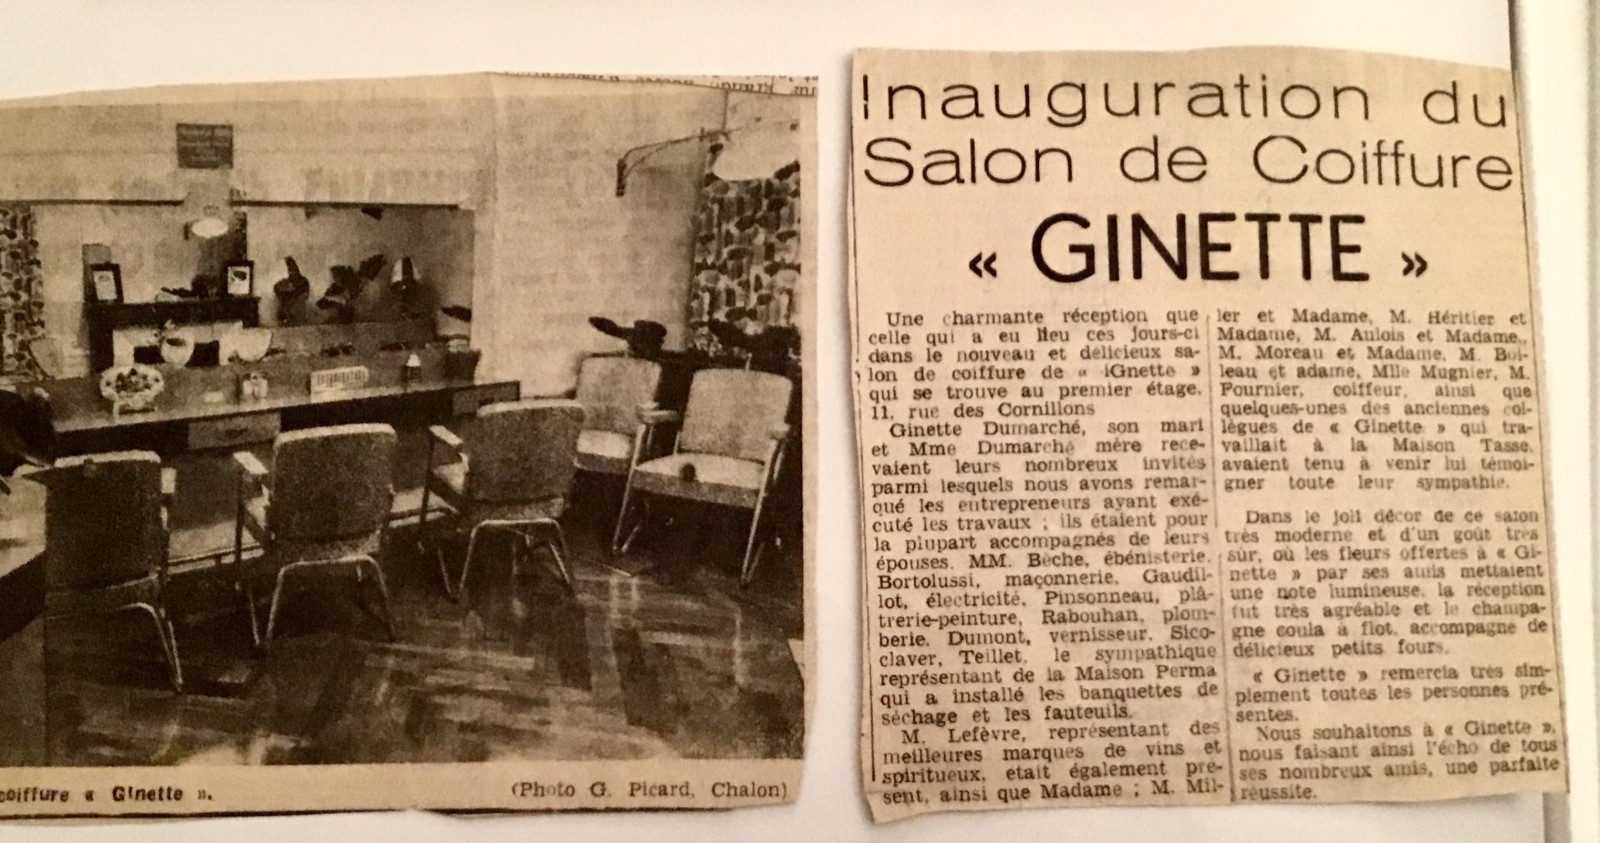 coiffure « Ginette ».
(Photo G. Picard, Chalon)
Inauguration du
Salon de Coiffure
« GINETTE »
Une charmante réception que
celle qui a eu lieu ces jours-ci
dans le nouveau et délicieux sa-
lon de coiffure de « iGnette »
qui se trouve au premier étage,
11, rue des Cornillons
Ginette Dumarché, son mari
et Mme Dumarché mère rece-
vaient leurs nombreux invités
parmi lesquels nous avons remar-
qué les entrepreneurs ayant exé-
cuté les travaux ; ils étaient pour
la plupart accompagnés de leurs
épouses. MM. Bèche, ébénisterie,
Bortolussi, maçonnerie, Gaudil-
lot, électricité, Pinsonneau, plâ-
trerie-peinture, Rabouhan, plom-
berie, Dumont, vernisseur, Sico-
claver, Teillet, le sympathique
représentant de la Maison Perma
qui a installé les banquettes de
séchage et les fauteuils.
M. Lefèvre, représentant des
meilleures marques de vins et
spiritueux, était également pré-
sent, ainsi que Madame ; M. Mil-
ler et Madame, M. Héritier et
Madame, M. Aulois et Madame,
M. Moreau et Madame, M. Boi-
leau et adame, Mlle Mugnier, M.
Pournier, coiffeur, ainsi que
quelques-unes des anciennes col-
lègues de « Ginette » qui tra-
vaillait à la Maison Tasse,
avaient tenu à venir lui témoi-
gner toute leur sympathie.
Dans le joli décor de ce salon
très moderne et d'un goût très
sûr, où les fleurs offertes à « Gi-
nette » par ses amis mettaient
une note lumineuse, la réception
fut très agréable et le champa-
gne coula à flot, accompagné de
délicieux petits fours.
« Ginette » remercia très sim-
plement toutes les personnes pré-
sentes.
Nous souhaitons à « Ginette »,
nous faisant ainsi l'écho de tous
ses nombreux amis, une parfaite
réussite.